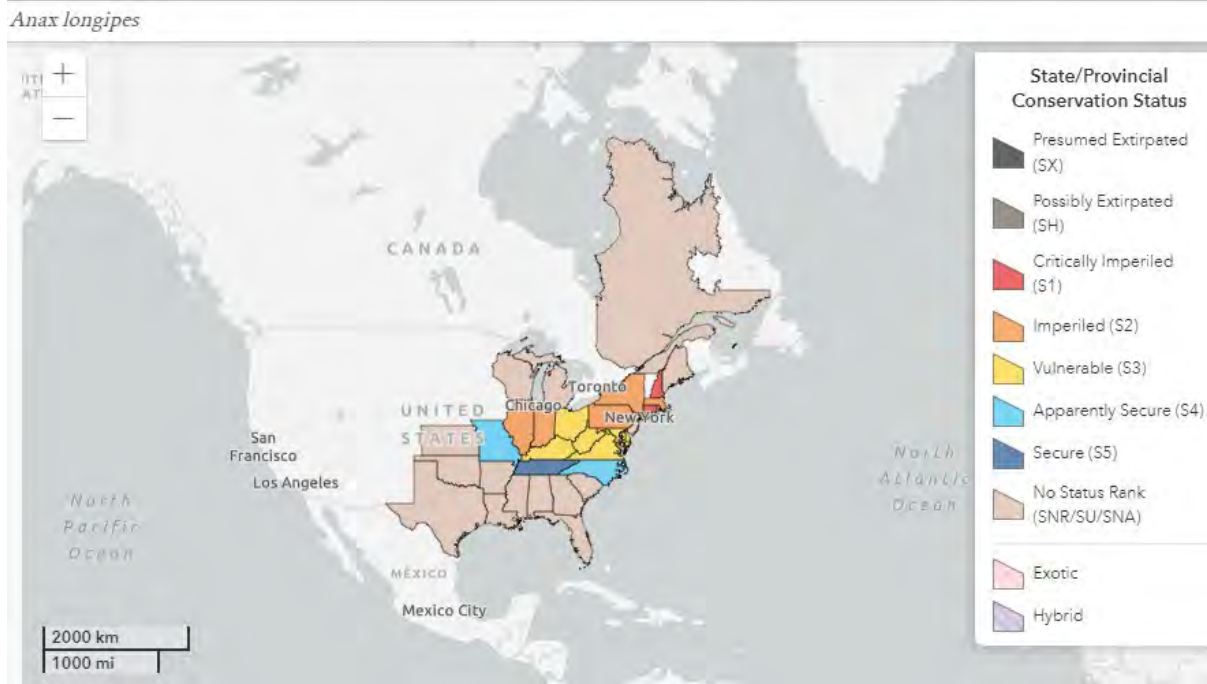 Anax longipes
+
−
CANADA
Toronto
Chicago
New York
UNITED
STATES
San
Francisco
Los Angeles
North
Pacific
Ocean
North
Atlantic
Ocean
MÉXICO
Mexico City
2000 km
1000 mi
State/Provincial
Conservation Status
Presumed Extirpated
(SX)
Possibly Extirpated
(SH)
Critically Imperiled
(S1)
Imperiled (S2)
Vulnerable (S3)
Apparently Secure (S4)
Secure (S5)
No Status Rank
(SNR/SU/SNA)
Exotic
Hybrid